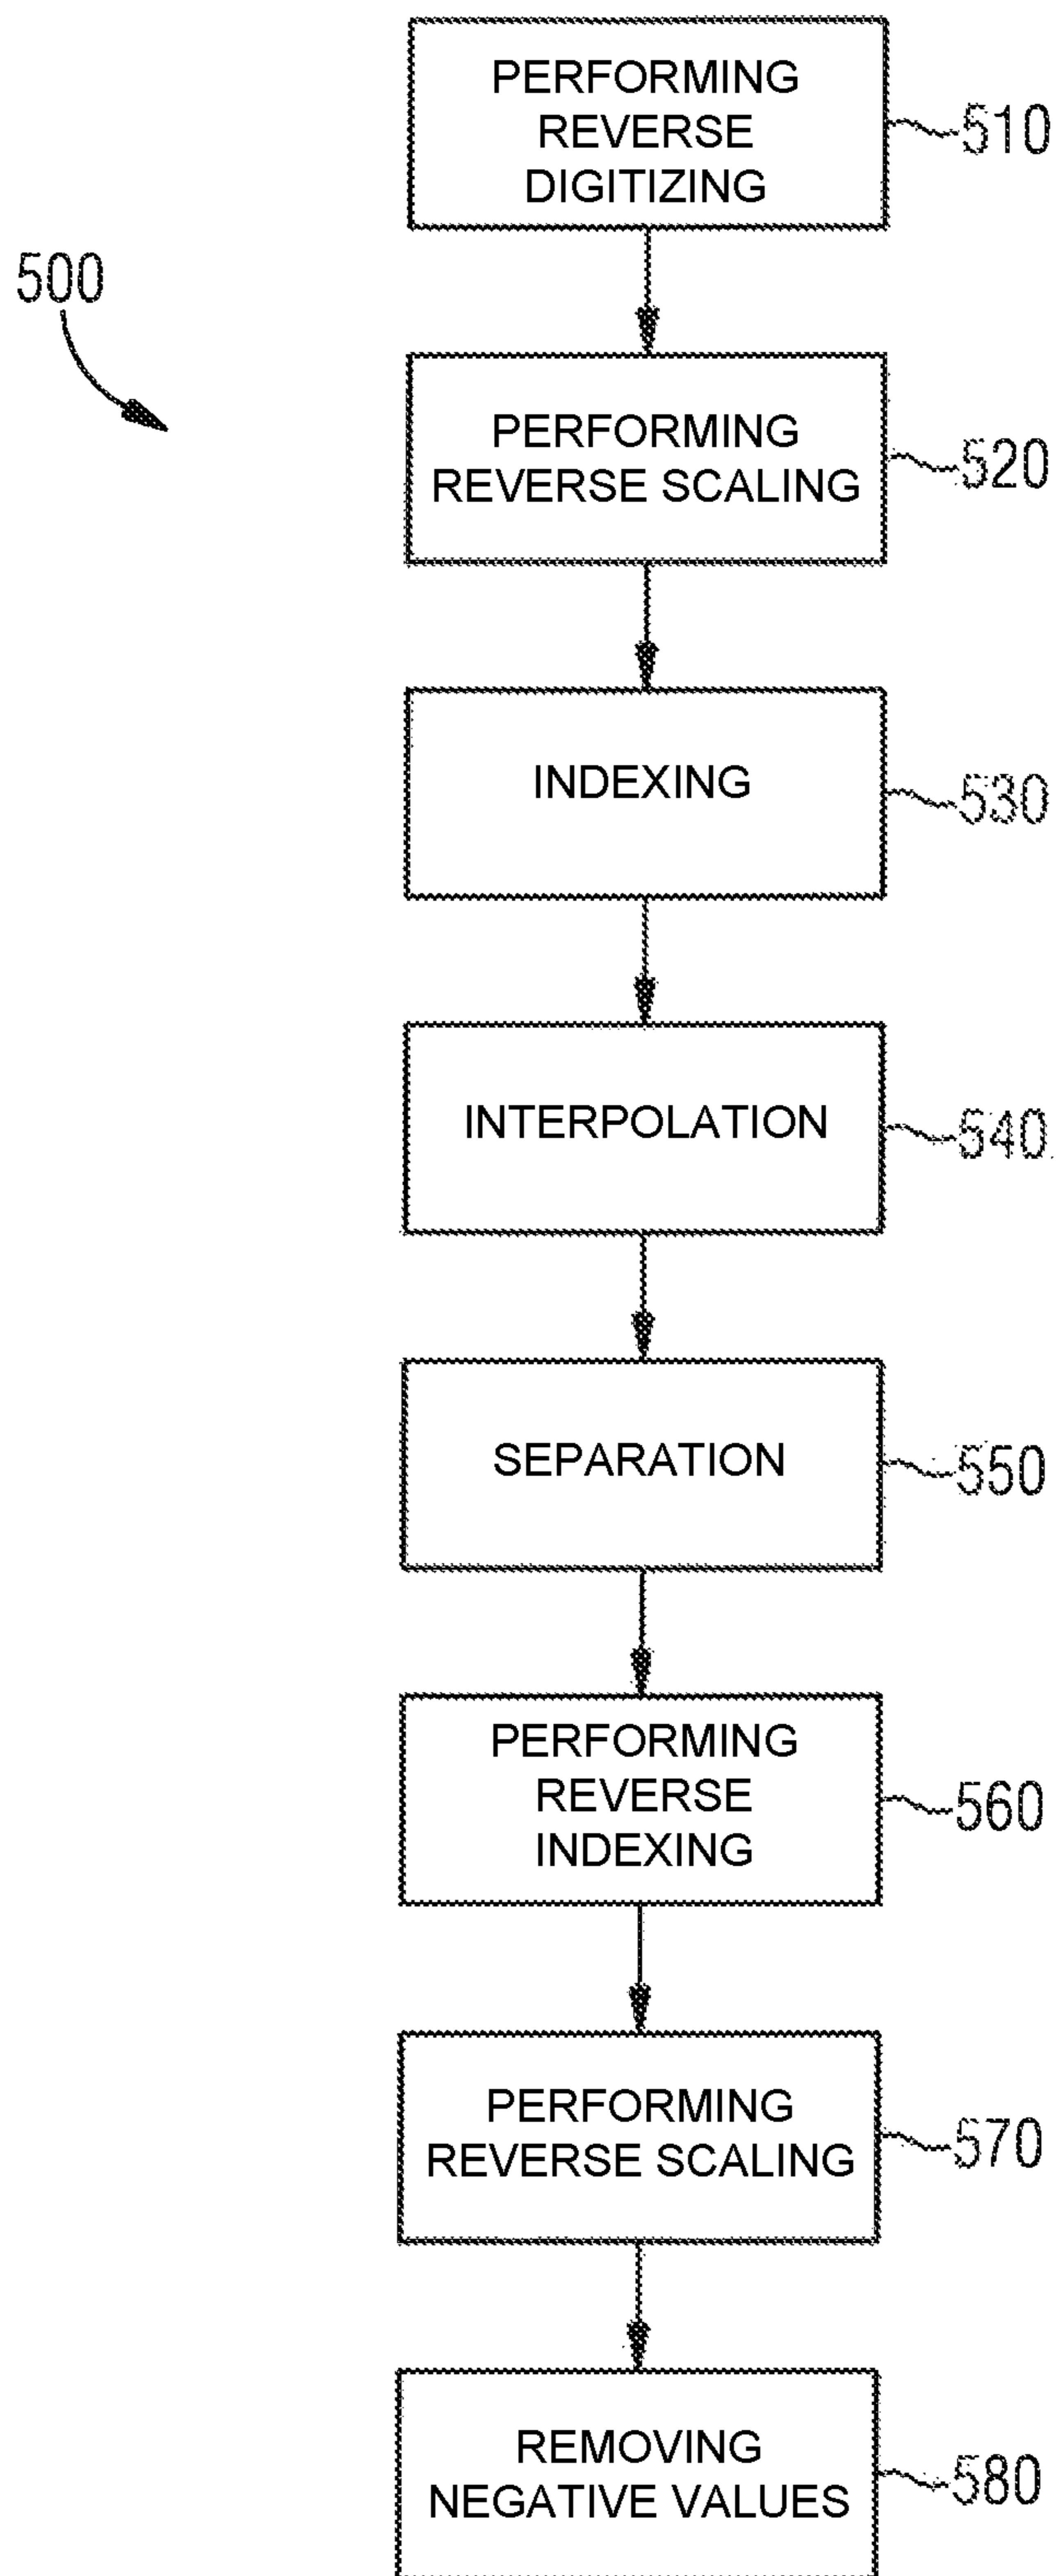 PERFORMING
REVERSE
DIGITIZING
510
500
PERFORMING
REVERSE SCALING
520
INDEXING
530
INTERPOLATION
540
SEPARATION
550
PERFORMING
REVERSE
INDEXING
560
PERFORMING
REVERSE SCALING
570
REMOVING
NEGATIVE VALUES
580